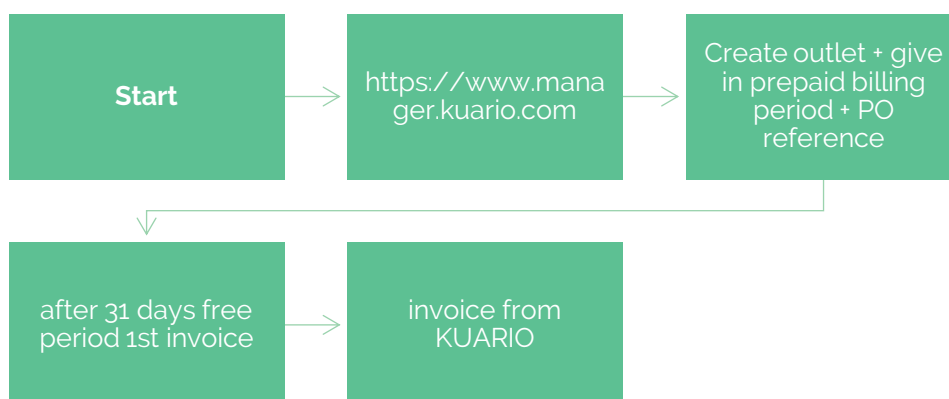 Start
https://www.mana
ger.kuario.com
Create outlet + give
in prepaid billing
period + PO
reference
after 31 days free
period 1st invoice
invoice from
KUARIO